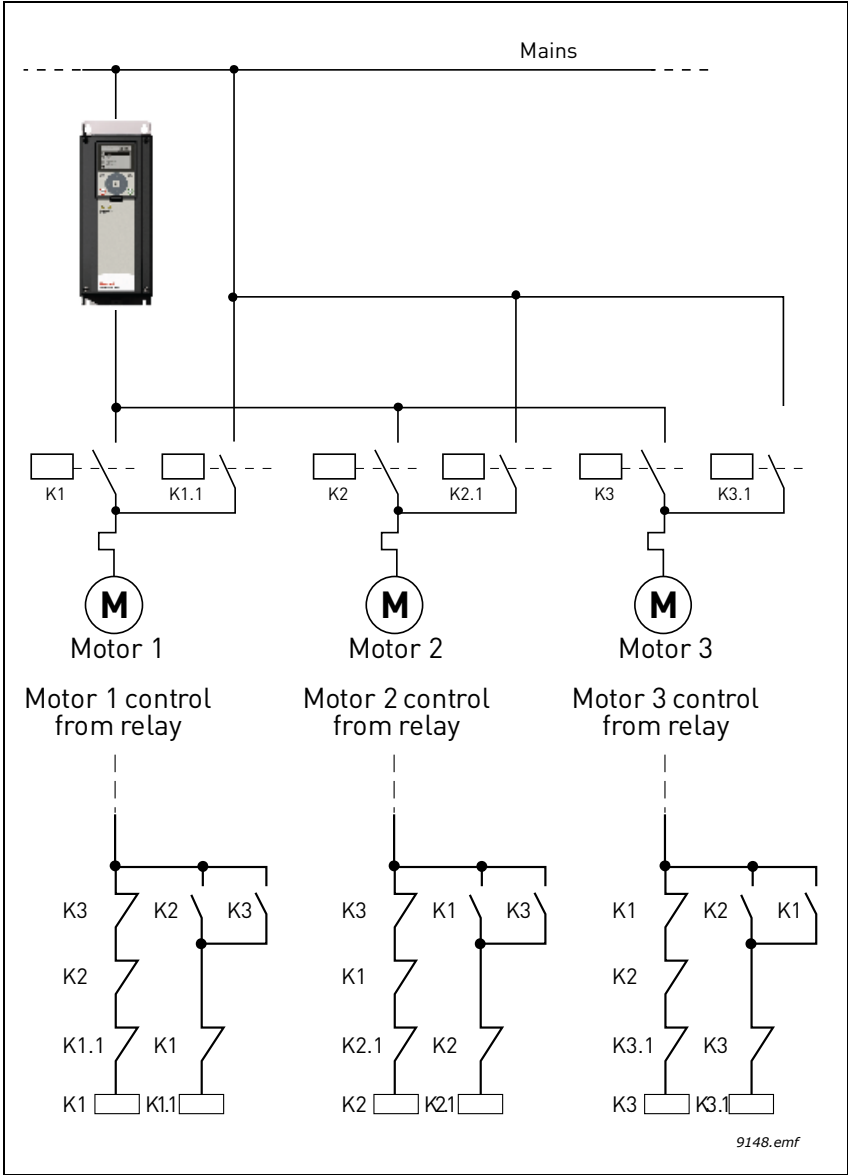 Mains
K1 K1.1 K2 K2.1 K3 K3.1
M M M
Motor 1 Motor 2 Motor 3
Motor 1 control Motor 2 control Motor 3 control
from relay from relay from relay
K3 K2 K3 K3 K1 K3 K1 K2 K1
K2 K1 K2
K1.1 K1 K2.1 K2 K3.1 K3
K1 K1.1 K2 K2.1 K3 K3.1
9148.emf